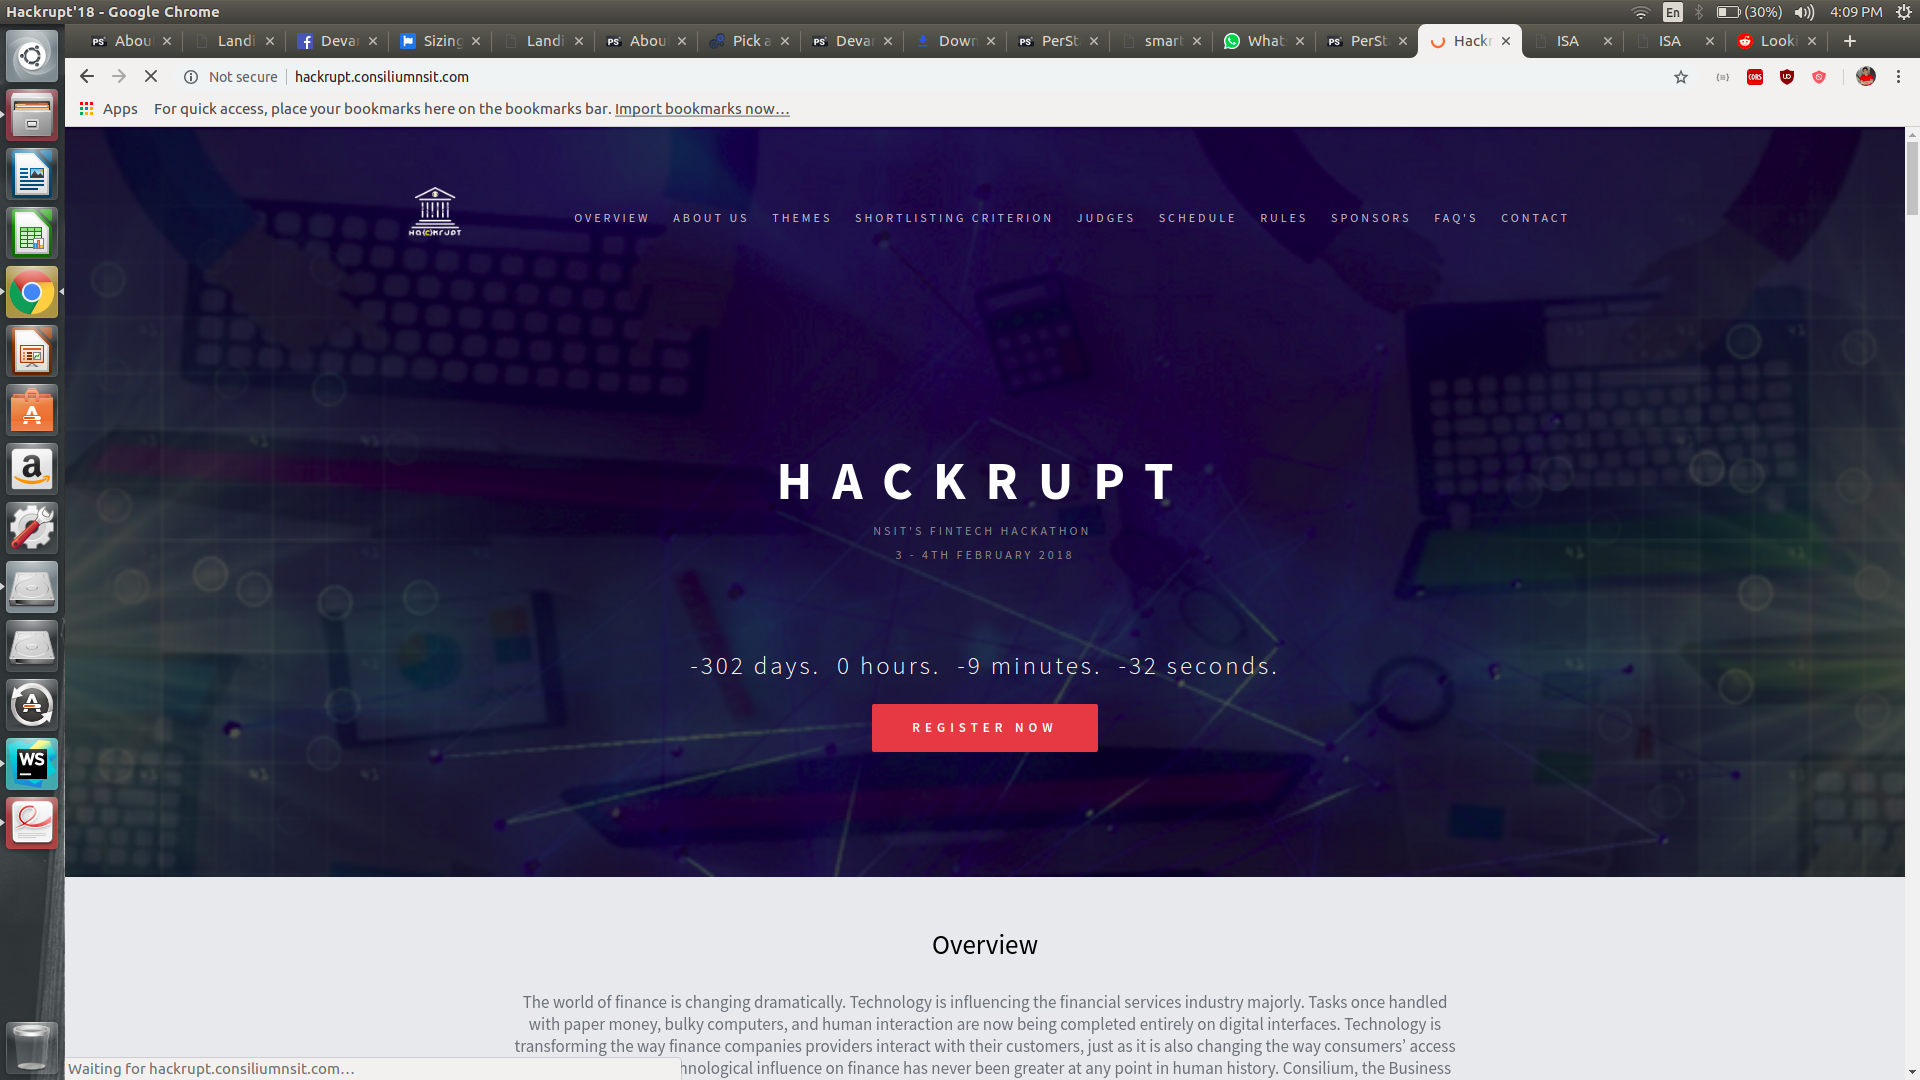 Hackrupt'18 - Google Chrome
En
(30%)
4:09 PM
Abou
Landi
Deva
Sizing
Landi
Abou
Pick a
Deva
Down
PerSt
smart
What
PerSt
Hack
ISA
ISA
Looki
Not secure
hackrupt.consiliumnsit.com
Apps
For quick access, place your bookmarks here on the bookmarks bar. Import bookmarks now...
HA(C)KRUPT
OVERVIEW
ABOUT US
THEMES
SHORTLISTING CRITERION
JUDGES
SCHEDULE
RULES
SPONSORS
FAQ'S
CONTACT
HACKRUPT
NSIT'S FINTECH HACKATHON
3 - 4TH FEBRUARY 2018
-302 days. 0 hours. -9 minutes. -32 seconds.
REGISTER NOW
Overview
The world of finance is changing dramatically. Technology is influencing the financial services industry majorly. Tasks once handled
with paper money, bulky computers, and human interaction are now being completed entirely on digital interfaces. Technology is
transforming the way finance companies providers interact with their customers, just as it is also changing the way consumers’ access
hnological influence on finance has never been greater at any point in human history. Consilium, the Business
Waiting for hackrupt.consiliumnsit.com...